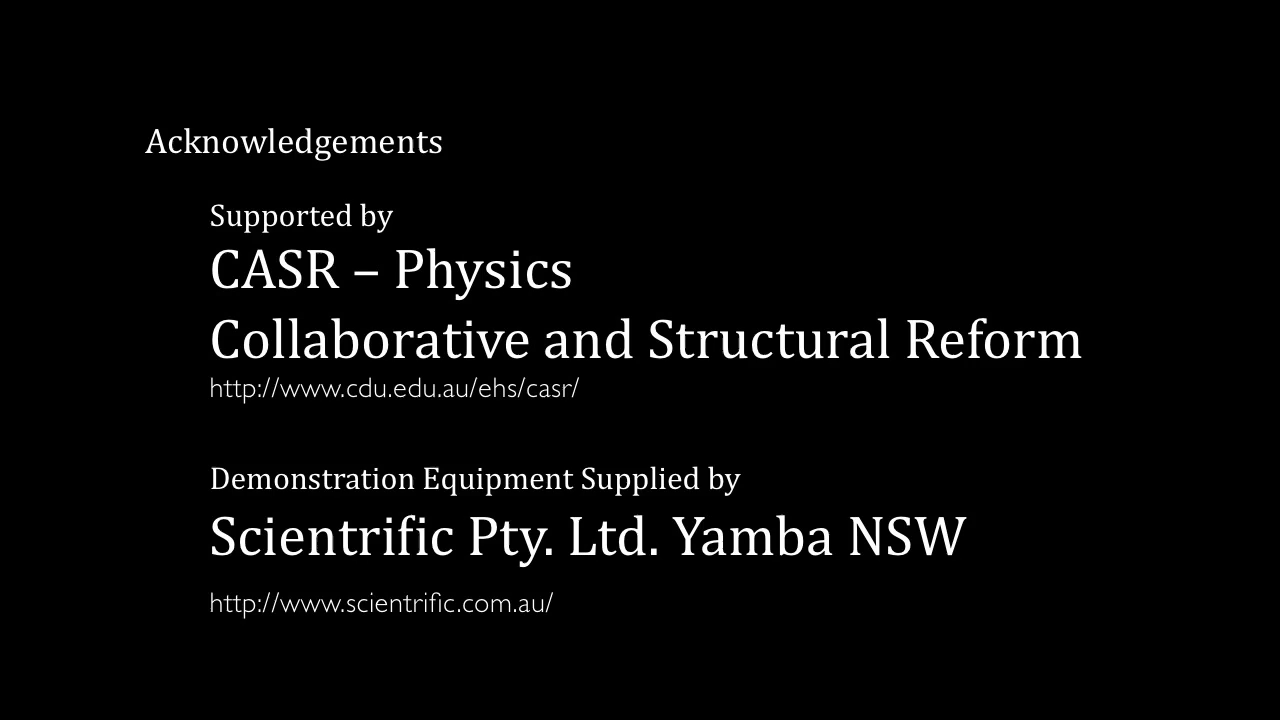 Acknowledgements
Supported by
CASR – Physics
Collaborative and Structural Reform
http://www.cdu.edu.au/ehs/casr/
Demonstration Equipment Supplied by
Scientrific Pty. Ltd. Yamba NSW
http://www.scientrific.com.au/